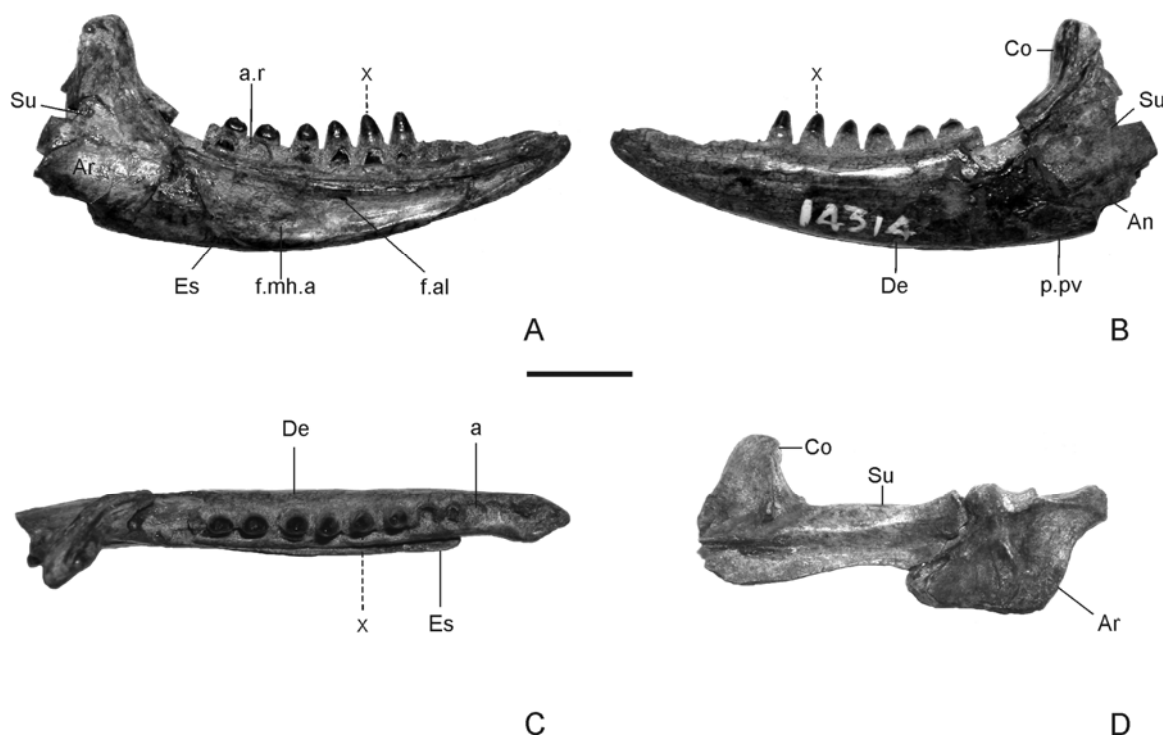 Co
x
a.r
x
Su
Su
Ar
An
Es
f.mh.a
f.al
14314
De
p.pv
A
B
De
a
Co
Su
x
Es
Ar
C
D